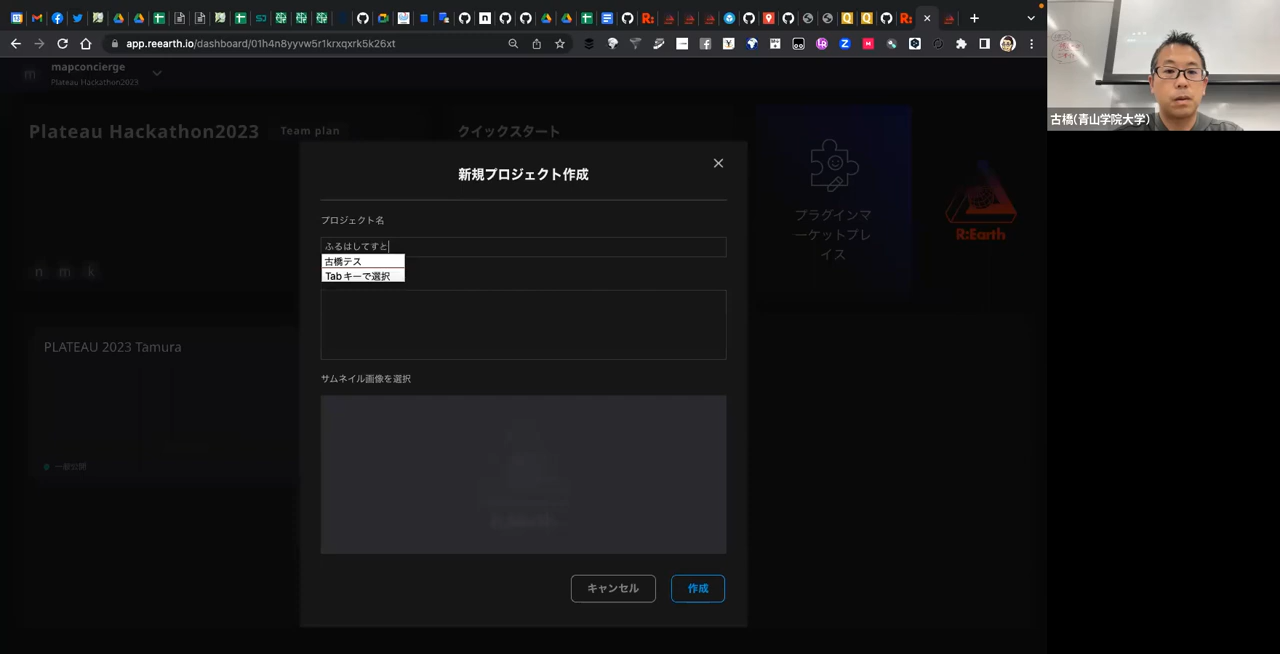 app.reearth.io/dashboard/01h4n8yyvw5r1krxqxrk5k26xt
m
mapconcierge
Plateau Hackathon2023
Plateau Hackathon2023
Team plan
クイックスタート
新規プロジェクト作成
プロジェクト名
ふるはしてすと
古橋テス
Tabキーで選択
プラグインマ
ーケットプレ
イス
R:Earth
n m k
PLATEAU 2023 Tamura
一般公開
サムネイル画像を選択
キャンセル
作成
古橋(青山学院大学)